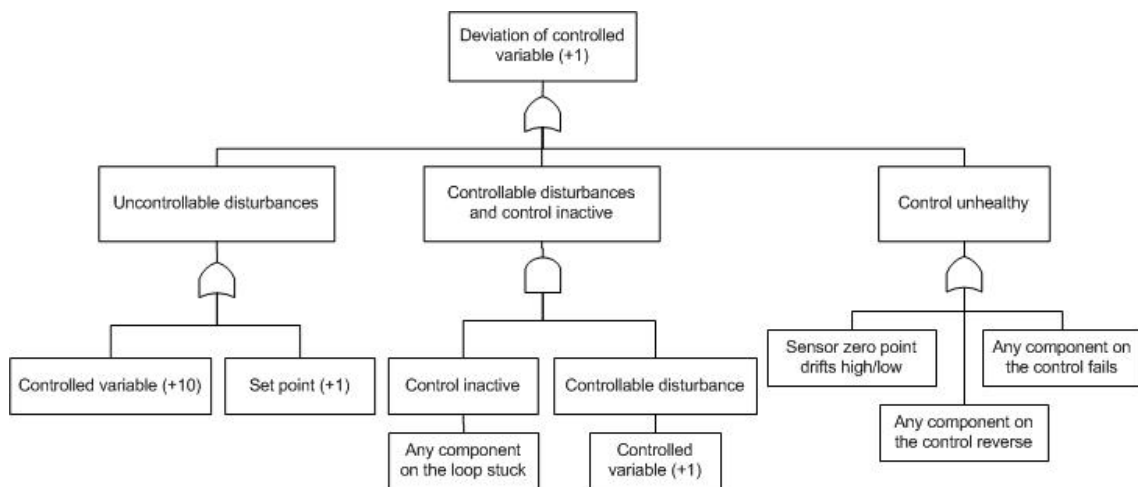 Deviation of controlled
variable (+1)
Uncontrollable disturbances
Controllable disturbances
and control inactive
Control unhealthy
Controlled variable (+10)
Set point (+1)
Control inactive
Controllable disturbance
Sensor zero point
drifts high/low
Any component on
the control fails
Any component
on the loop stuck
Controlled
variable (+1)
Any component on
the control reverse